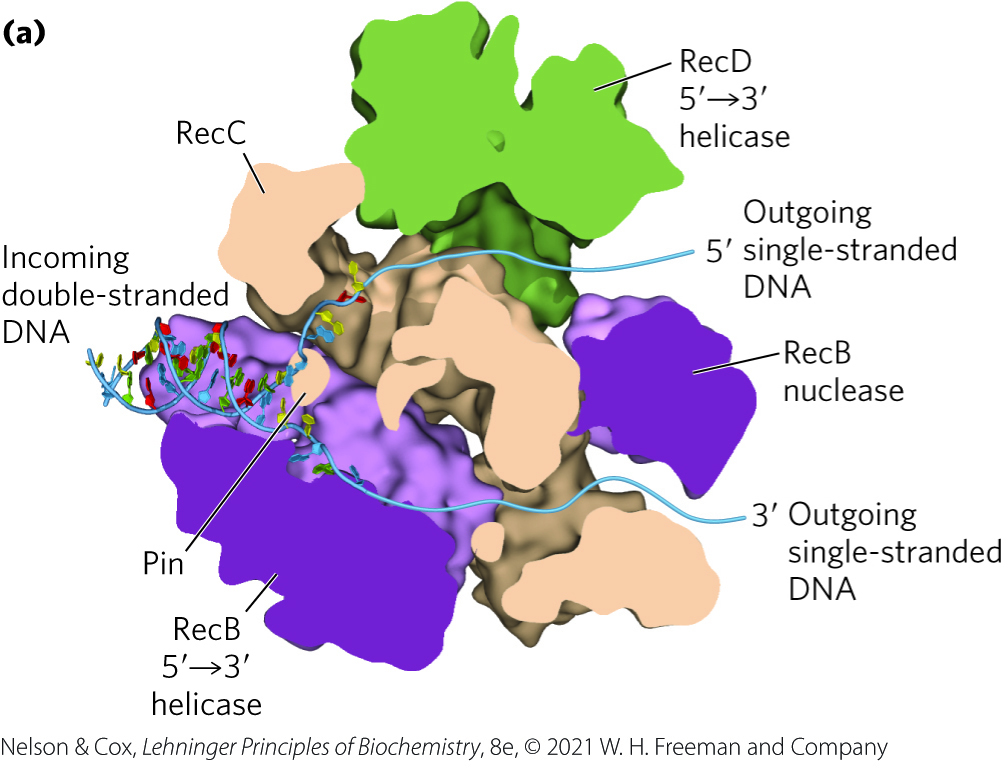 (a)
RecD
5′→3′
helicase
RecC
Outgoing
5′ single-stranded
DNA
Incoming
double-stranded
DNA
RecB
nuclease
3′ Outgoing
single-stranded
DNA
Pin
RecB
5′→3′
helicase
Nelson & Cox, Lehninger Principles of Biochemistry, 8e, © 2021 W. H. Freeman and Company